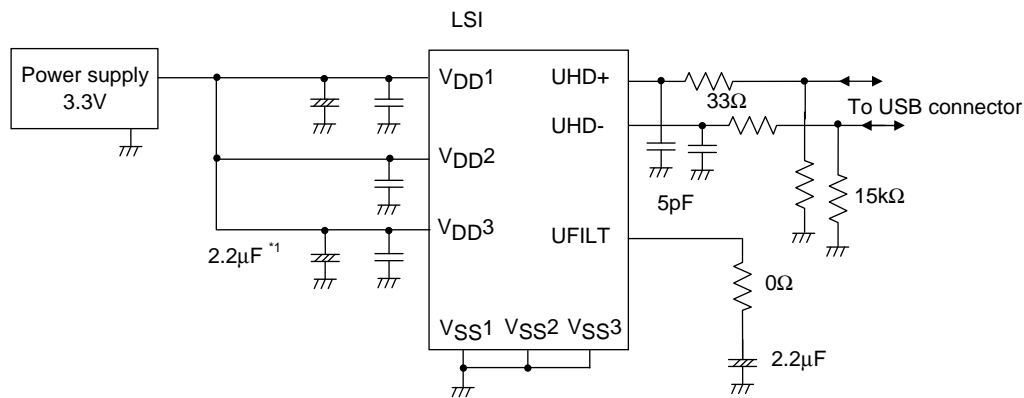 LSI
Power supply
3.3V
VDD1
UHD+
33Ω
To USB connector
UHD-
VDD2
5pF
15kΩ
VDD3
UFILT
2.2μF *1
0Ω
VSS1 VSS2 VSS3
2.2μF